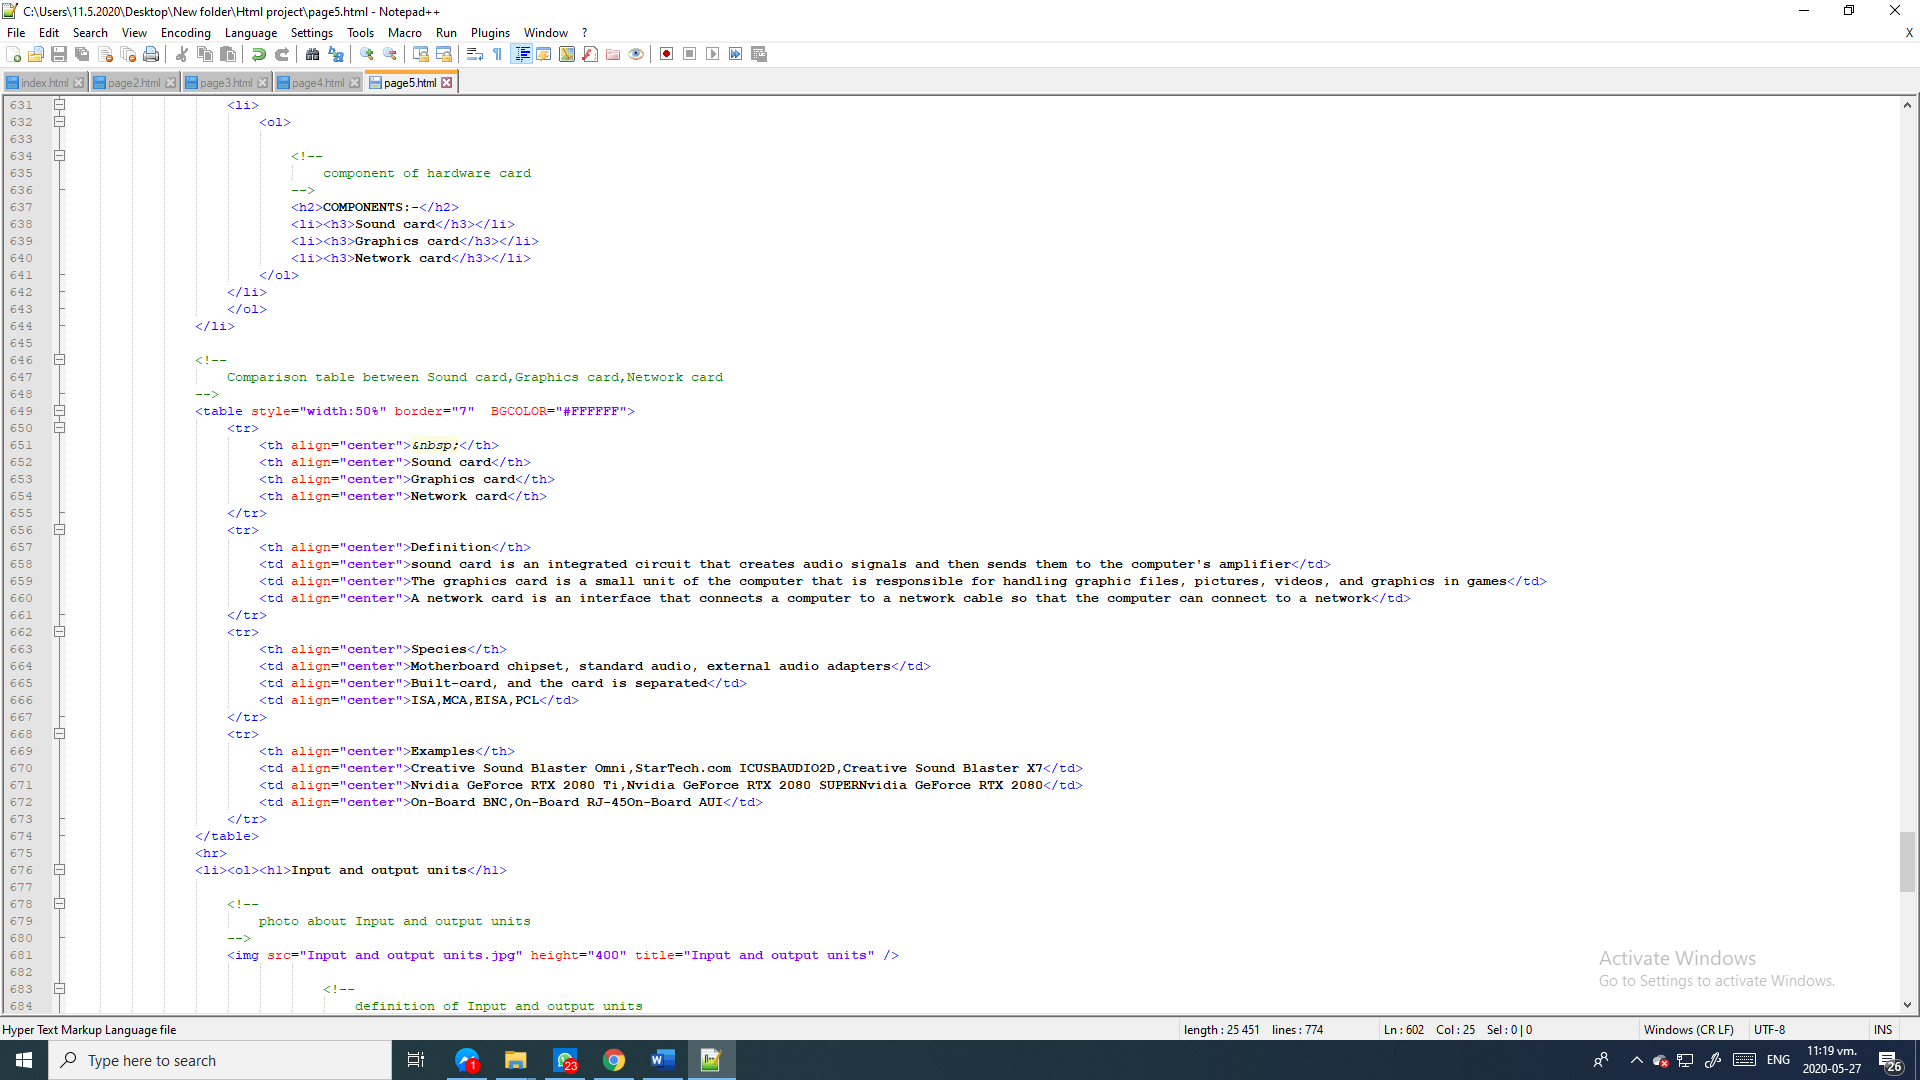 C:\Users\11.5.2020\Desktop\New folder\Html project\page5.html - Notepad++
File Edit Search View Encoding Language Settings Tools Macro Run Plugins Window ? X
index.html page2.html page3.html page4.html page5.html
631 <li>
632 <ol>
633
634 <!--
635 component of hardware card
636 -->
637 <h2>COMPONENTS:-</h2>
638 <li><h3>Sound card</h3></li>
639 <li><h3>Graphics card</h3></li>
640 <li><h3>Network card</h3></li>
641 </ol>
642 </li>
643 </ol>
644 </li>
645
646 <!--
647 Comparison table between Sound card,Graphics card,Network card
648 -->
649 <table style="width:50%" border="7"  BGCOLOR="#FFFFFF">
650 <tr>
651 <th align="center">&nbsp;</th>
652 <th align="center">Sound card</th>
653 <th align="center">Graphics card</th>
654 <th align="center">Network card</th>
655 </tr>
656 <tr>
657 <th align="center">Definition</th>
658 <td align="center">sound card is an integrated circuit that creates audio signals and then sends them to the computer's amplifier</td>
659 <td align="center">The graphics card is a small unit of the computer that is responsible for handling graphic files, pictures, videos, and graphics in games</td>
660 <td align="center">A network card is an interface that connects a computer to a network cable so that the computer can connect to a network</td>
661 </tr>
662 <tr>
663 <th align="center">Species</th>
664 <td align="center">Motherboard chipset, standard audio, external audio adapters</td>
665 <td align="center">Built-card, and the card is separated</td>
666 <td align="center">ISA,MCA,EISA,PCL</td>
667 </tr>
668 <tr>
669 <th align="center">Examples</th>
670 <td align="center">Creative Sound Blaster Omni,StarTech.com ICUSBAUDIO2D,Creative Sound Blaster X7</td>
671 <td align="center">Nvidia GeForce RTX 2080 Ti,Nvidia GeForce RTX 2080 SUPERNvidia GeForce RTX 2080</td>
672 <td align="center">On-Board BNC,On-Board RJ-45On-Board AUI</td>
673 </tr>
674 </table>
675 <hr>
676 <li><ol><h1>Input and output units</h1>
677
678 <!--
679 photo about Input and output units
680 -->
681 <img src="Input and output units.jpg" height="400" title="Input and output units" />
682
683 <!--
684 definition of Input and output units
Activate Windows
Go to Settings to activate Windows.
Hyper Text Markup Language file length : 25 451 lines : 774 Ln : 602 Col : 25 Sel : 0 | 0 Windows (CR LF) UTF-8 INS
Type here to search 1 23 ENG 11:19 vm. 26
2020-05-27